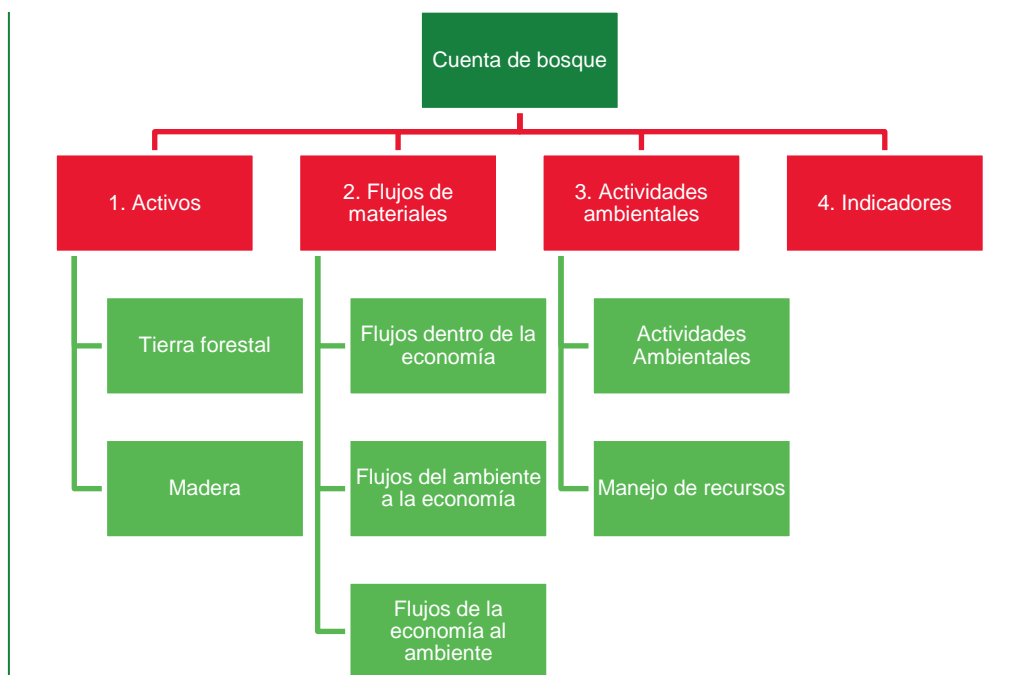 Cuenta de bosque
1. Activos
2. Flujos de
materiales
3. Actividades
ambientales
4. Indicadores
Tierra forestal
Madera
Flujos dentro de la
economía
Flujos del ambiente
a la economía
Flujos de la
economía al
ambiente
Actividades
Ambientales
Manejo de recursos